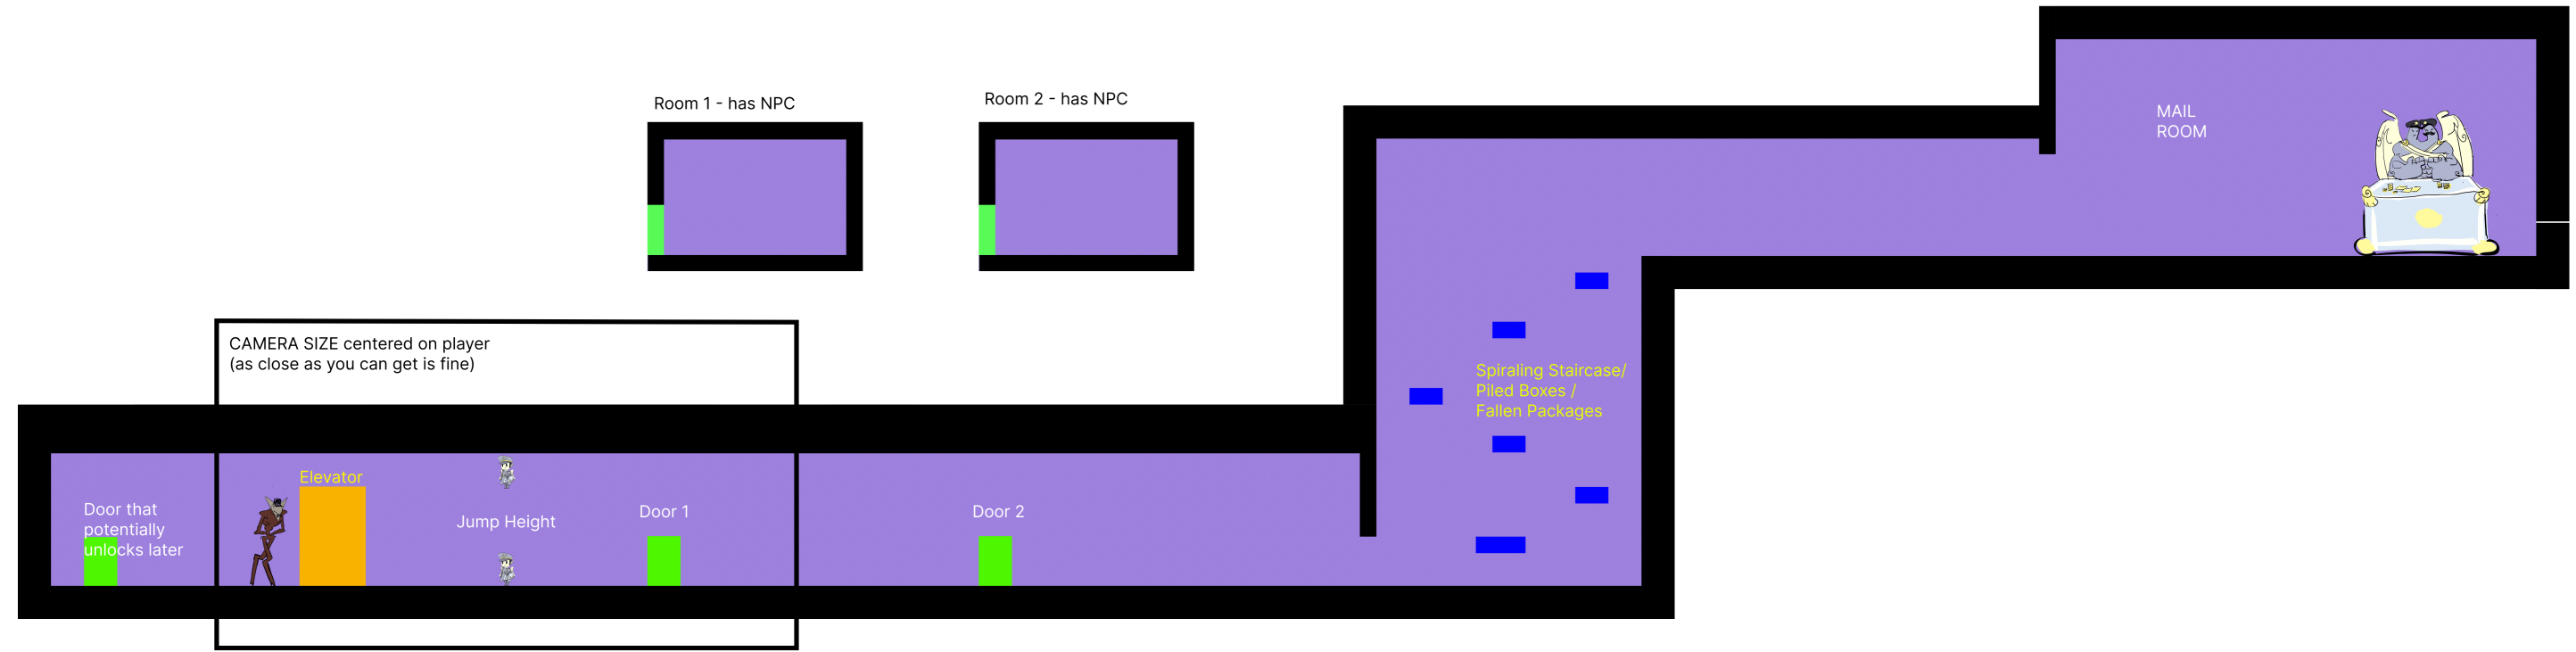 Room 1 - has NPC
Room 2 - has NPC
MAIL
ROOM
CAMERA SIZE centered on player
(as close as you can get is fine)
Spiraling Staircase/
Piled Boxes /
Fallen Packages
Elevator
Door that
potentially
unlocks later
Jump Height
Door 1
Door 2